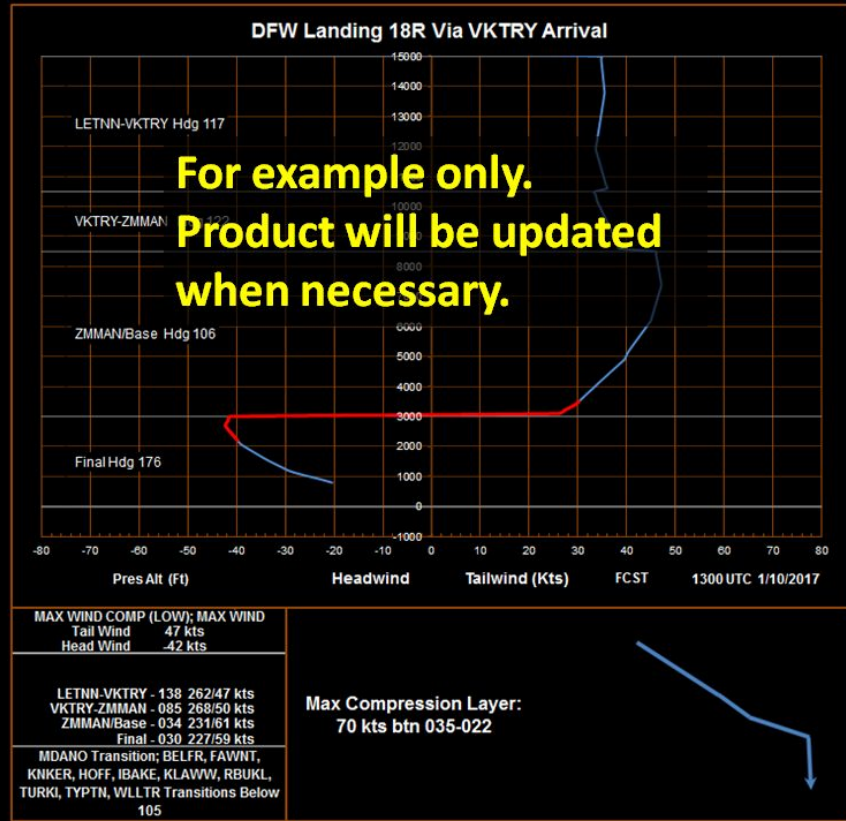 DFW Landing 18R Via VKTRY Arrival
15000
14000
LETNN-VKTRY Hdg 117
13000
12000
For example only.
11000
10000
VKTRY-ZMMAN
Product will be updated
8000
when necessary.
6000
ZMMAN/Base Hdg 106
5000
4000
3000
2000
Final Hdg 176
1000
0
-1000
-80 -70 -60 -50 -40 -30 -20 -10 0 10 20 30 40 50 60 70 80
Pres Alt (Ft) Headwind Tailwind (Kts) FCST 1300 UTC 1/10/2017
MAX WIND COMP (LOW); MAX WIND
Tail Wind 47 kts
Head Wind -42 kts
LETNN-VKTRY - 138 262/47 kts
VKTRY-ZMMAN - 085 268/50 kts
ZMMAN/Base - 034 231/61 kts
Final - 030 227/59 kts
MDANO Transition; BELFR, FAWNT,
KNKER, HOFF, IBAKE, KLAWW, RBUKL,
TURKI, TYPTN, WLLTR Transitions Below
105
Max Compression Layer:
70 kts btn 035-022